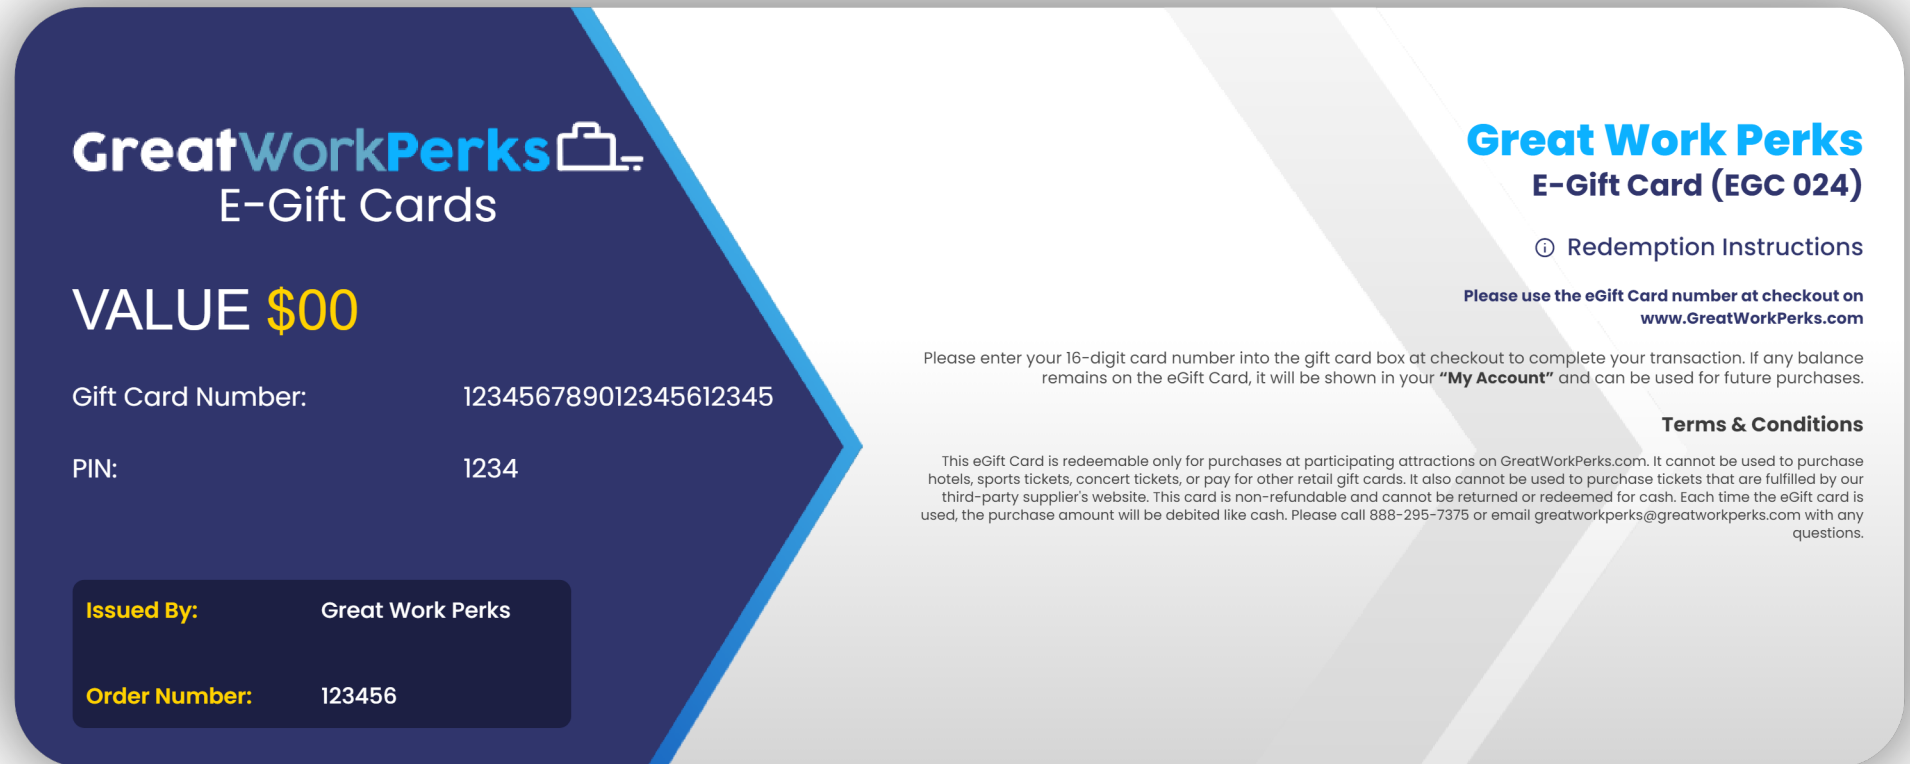 GreatWorkPerks
E-Gift Cards
VALUE $00
Gift Card Number: 123456789012345612345
PIN: 1234
Issued By: Great Work Perks
Order Number: 123456
Great Work Perks
E-Gift Card (EGC 024)
Redemption Instructions
Please use the eGift Card number at checkout on
www.GreatWorkPerks.com
Please enter your 16-digit card number into the gift card box at checkout to complete your transaction. If any balance
remains on the eGift Card, it will be shown in your “My Account” and can be used for future purchases.
Terms & Conditions
This eGift Card is redeemable only for purchases at participating attractions on GreatWorkPerks.com. It cannot be used to purchase
hotels, sports tickets, concert tickets, or pay for other retail gift cards. It also cannot be used to purchase tickets that are fulfilled by our
third-party supplier's website. This card is non-refundable and cannot be returned or redeemed for cash. Each time the eGift card is
used, the purchase amount will be debited like cash. Please call 888-295-7375 or email greatworkperks@greatworkperks.com with any
questions.